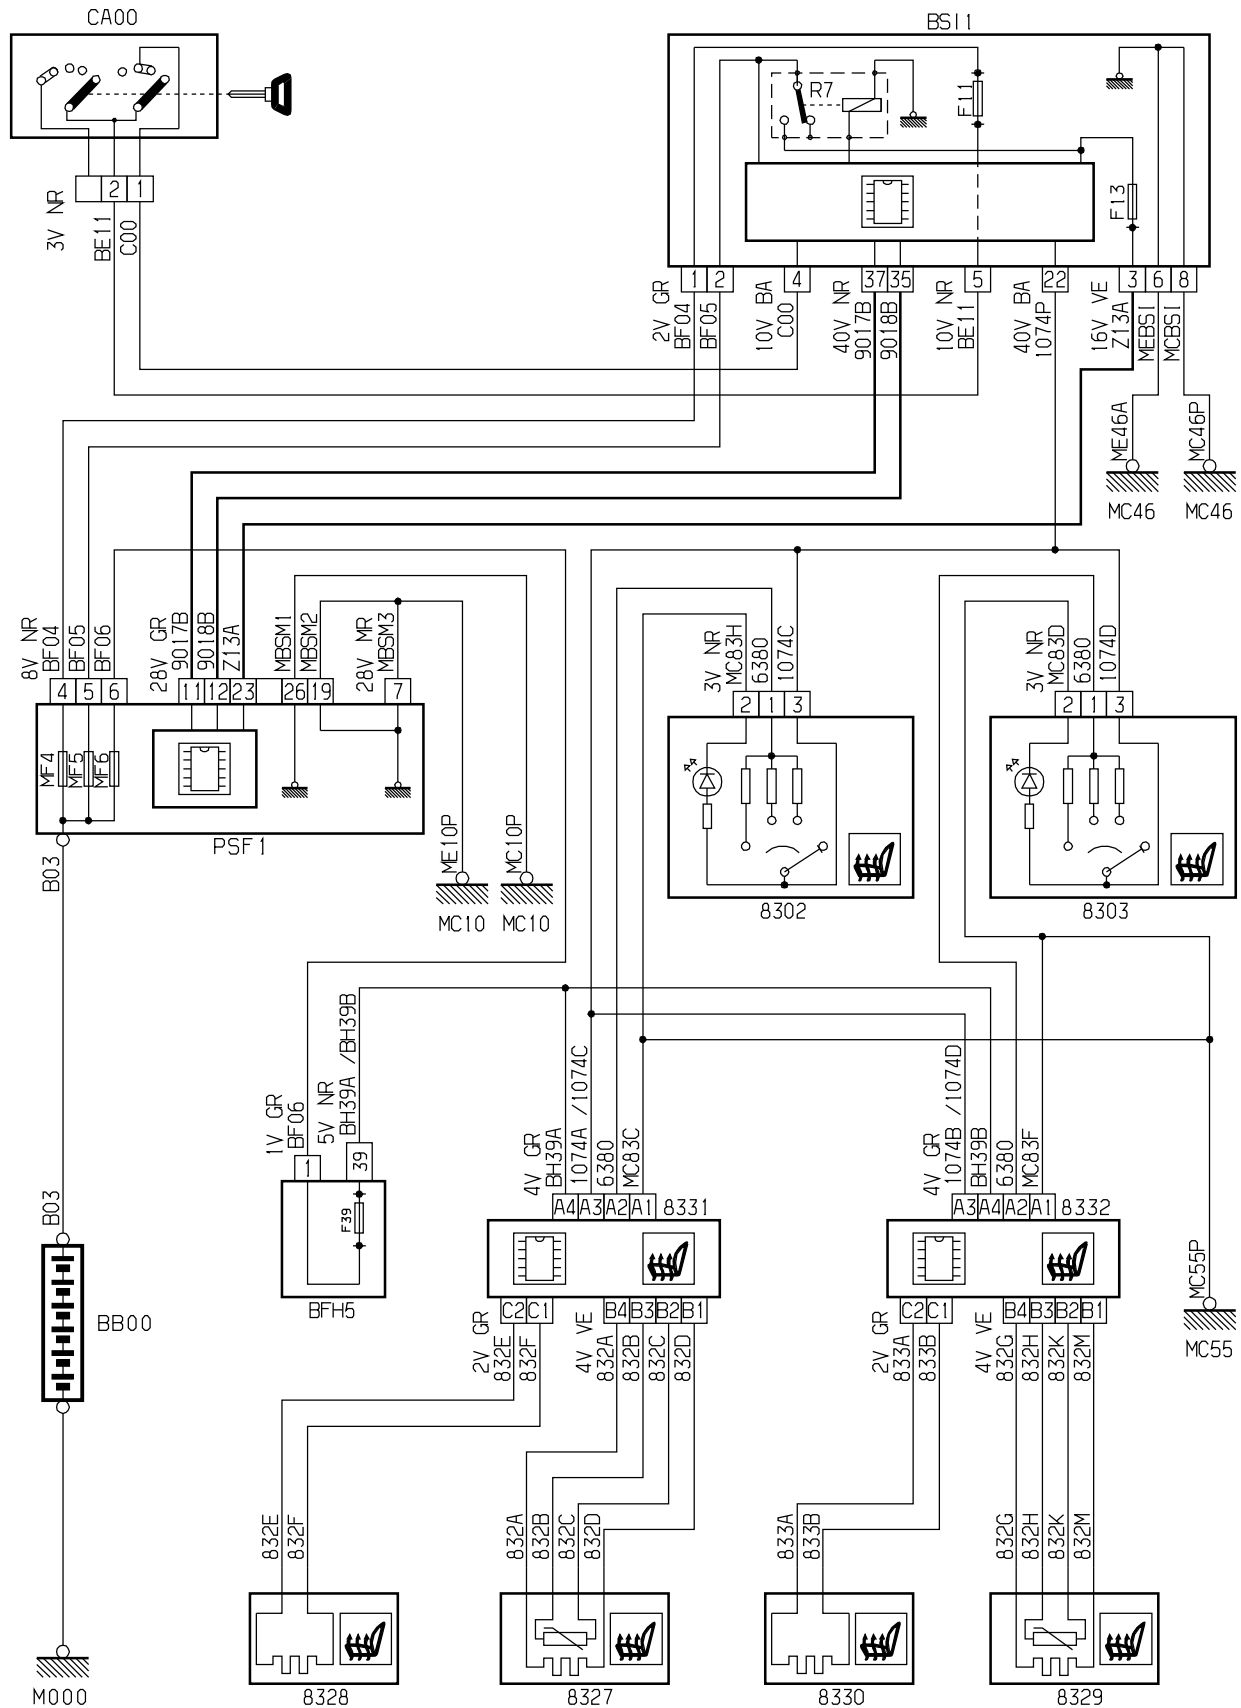 CA00
BSI1
R7
F11
F13
2
1
3V NR
BE11
C00
1
2
4
37
35
5
22
3
6
8
2V GR
BF04
BF05
10V BA
C00
40V NR
9017B
9018B
10V NR
BE11
40V BA
1074P
16V VE
Z13A
MEBSI
MCBSI
ME46A
MC46P
MC46
MC46
8V NR
BF04
BF05
BF06
28V GR
9017B
9018B
Z13A
MBSM1
MBSM2
28V MR
MBSM3
4
5
6
11
12
23
26
19
7
MF4
MF5
MF6
PSF1
3V NR
MC83H
6380
1074C
2
1
3
8302
3V NR
MC83D
6380
1074D
2
1
3
8303
B03
ME10P
MC10P
MC10
MC10
1V GR
BF06
5V NR
BH39A /BH39B
1
39
F39
BFH5
4V GR
BH39A
1074A /1074C
6380
MC83C
A4
A3
A2
A1
8331
4V GR
1074B /1074D
BH39B
6380
MC83F
A3
A4
A2
A1
8332
B03
BB00
C2
C1
B4
B3
B2
B1
2V GR
832E
832F
4V VE
832A
832B
832C
832D
C2
C1
B4
B3
B2
B1
2V GR
833A
833B
4V VE
832G
832H
832K
832M
MC55P
MC55
832E
832F
832A
832B
832C
832D
833A
833B
832G
832H
832K
832M
M000
8328
8327
8330
8329